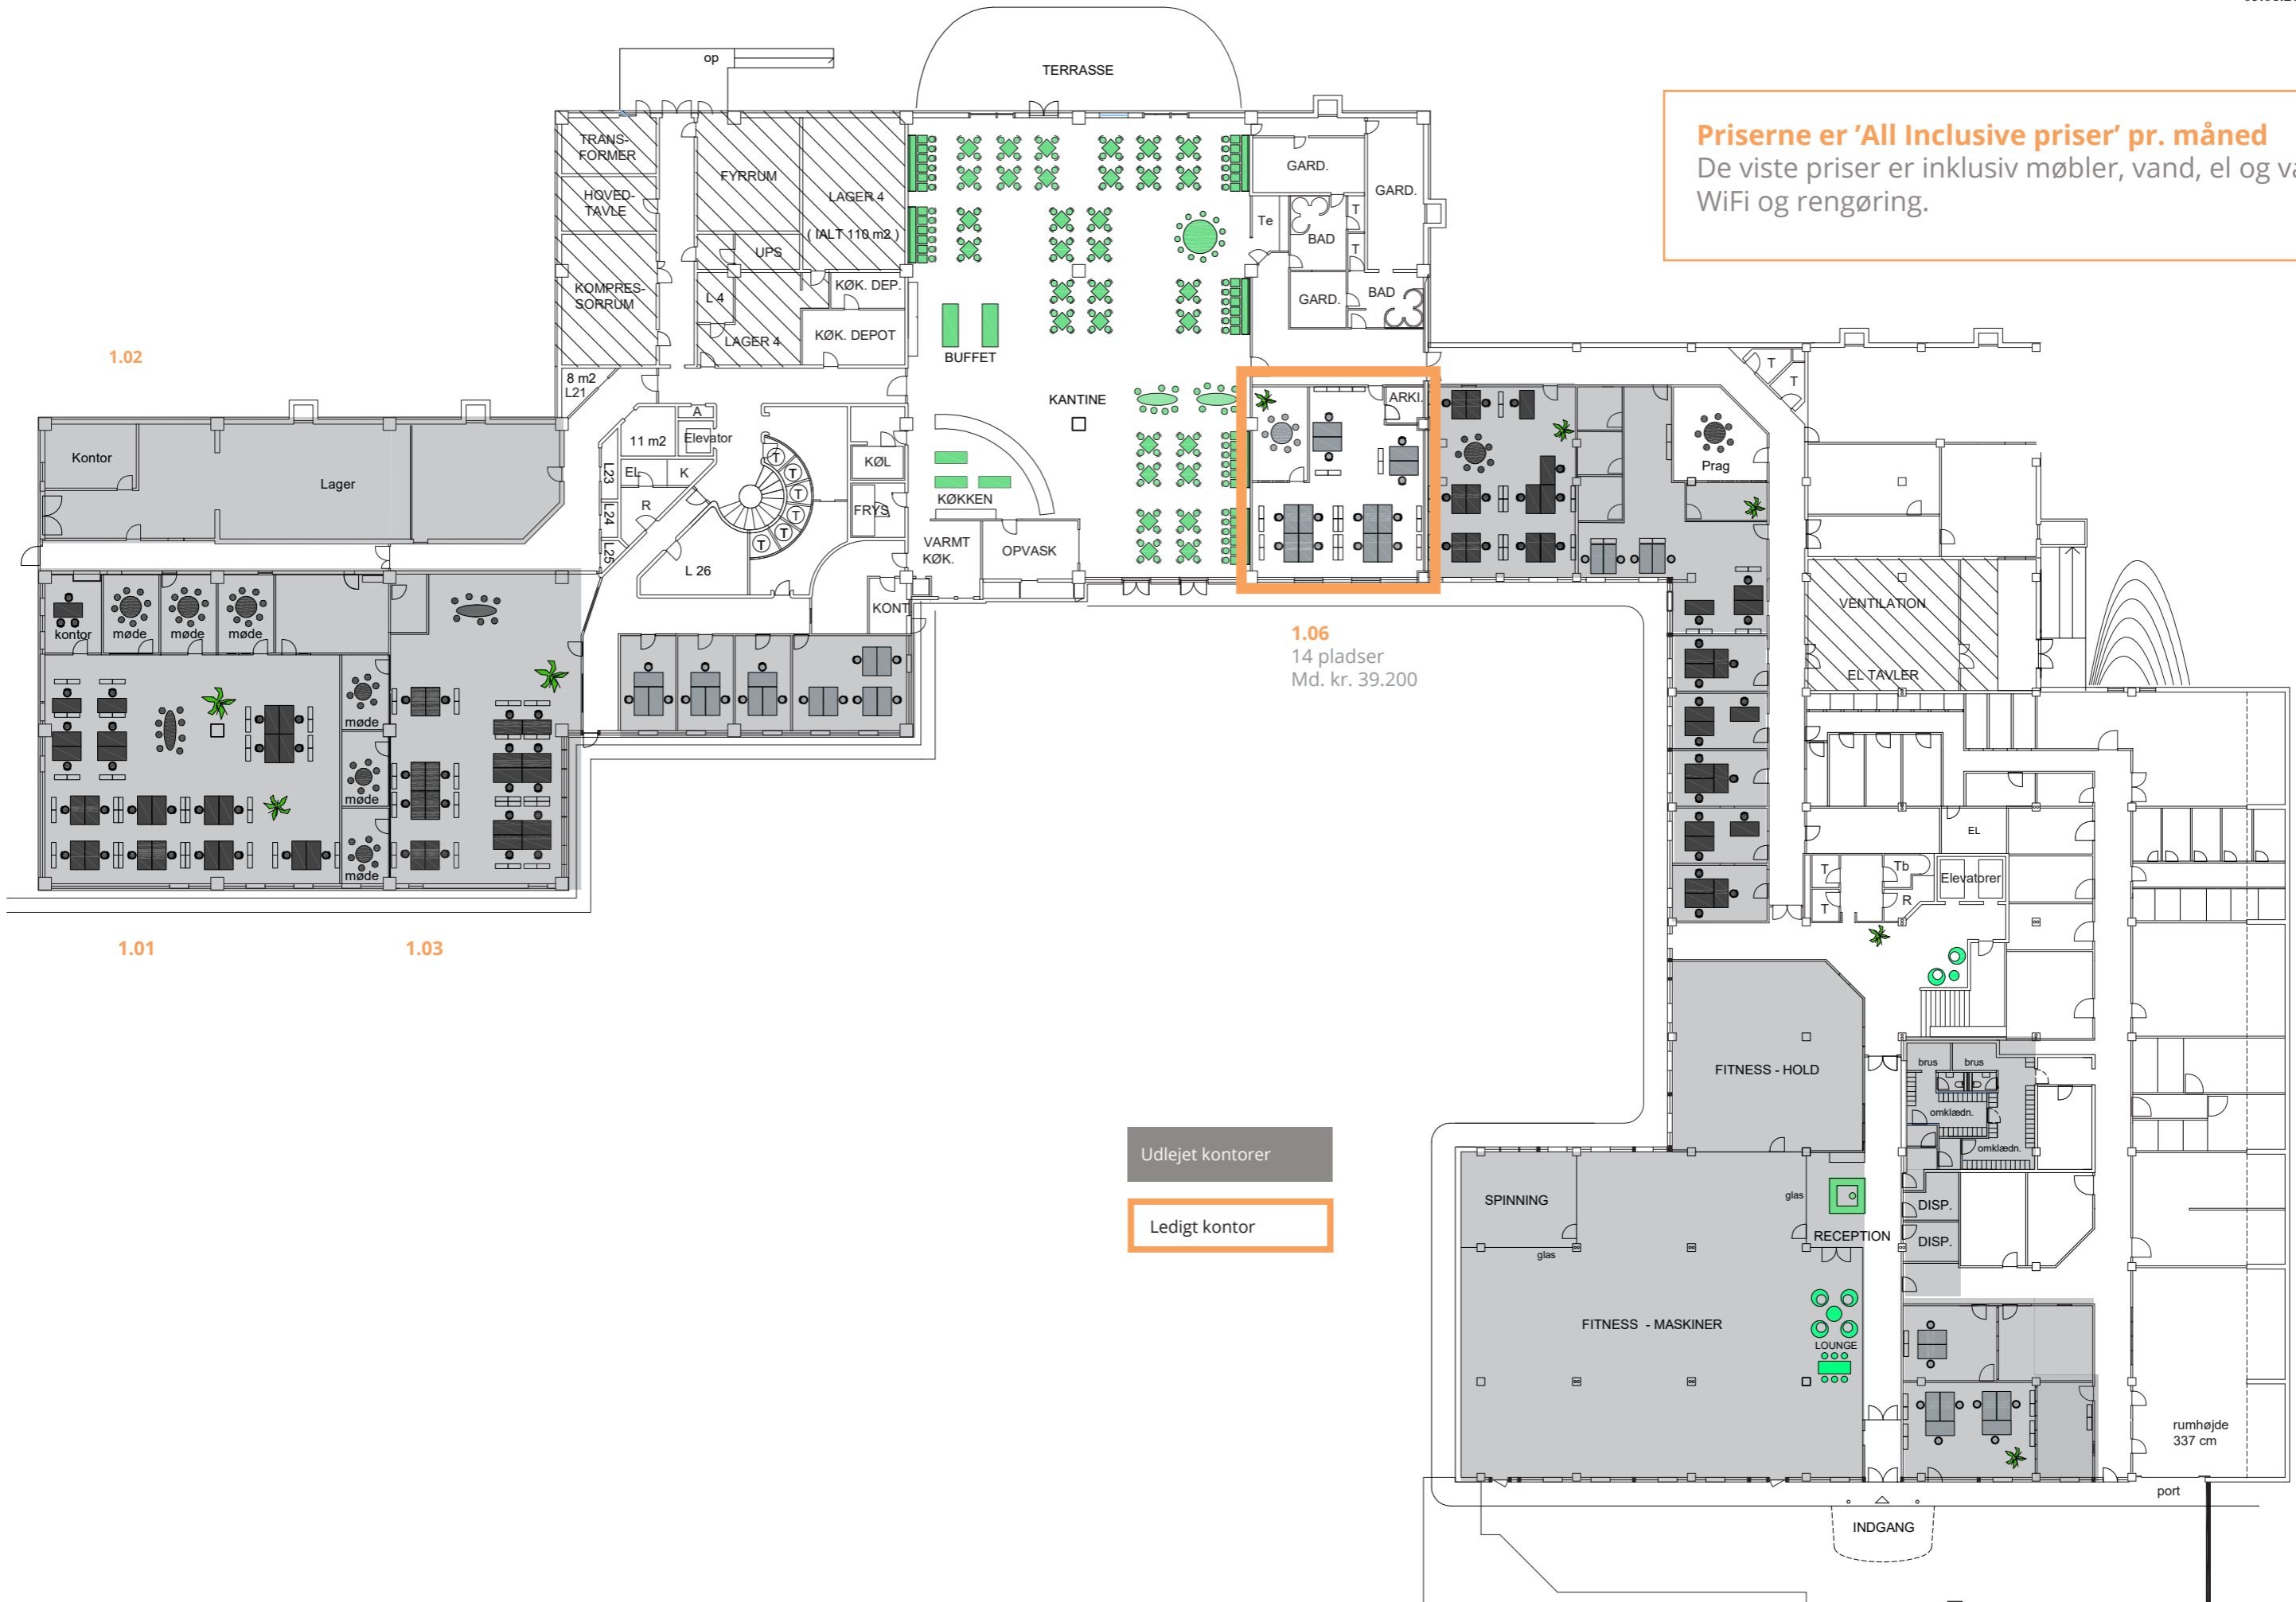 op
TERRASSE
Priserne er ’All Inclusive priser’ pr. måned
De viste priser er inklusiv møbler, vand, el og va
WiFi og rengøring.
TRANS-
FORMER
HOVED-
TAVLE
KOMPRES-
SORRUM
FYRRUM
LAGER 4
( IALT 110 m2 )
UPS
L 4
LAGER 4
KØK. DEP.
KØK. DEPOT
GARD.
GARD.
Te
BAD
T
T
GARD.
BAD
BUFFET
KANTINE
ARKI.
1.02
8 m2
L21
A
11 m2
Elevator
EL
K
L23
R
L24
L25
L 26
T
T
T
T
T
T
KØL
FRYS
KØKKEN
VARMT
KØK.
OPVASK
KONT.
Kontor
Lager
Prag
T
T
kontor
møde
møde
møde
møde
møde
møde
1.06
14 pladser
Md. kr. 39.200
VENTILATION
EL TAVLER
EL
T
Tb
Elevatorer
T
R
1.01
1.03
FITNESS - HOLD
brus
brus
omklædn.
omklædn.
Udlejet kontorer
Ledigt kontor
SPINNING
glas
glas
RECEPTION
DISP.
DISP.
FITNESS - MASKINER
LOUNGE
rumhøjde
337 cm
port
INDGANG